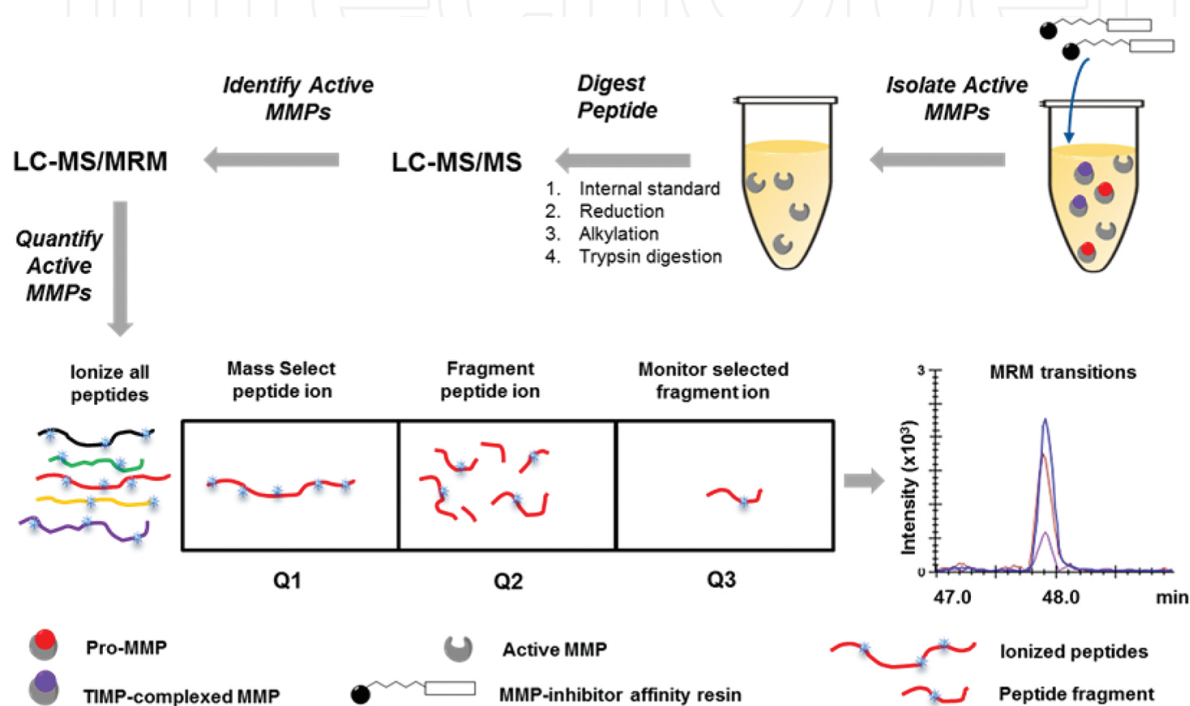 Identify Active
MMPs
Digest
Peptide
Isolate Active
MMPs
LC-MS/MRM
LC-MS/MS
1. Internal standard
2. Reduction
3. Alkylation
4. Trypsin digestion
Quantify
Active
MMPs
Ionize all
peptides
Mass Select
peptide ion
Fragment
peptide ion
Monitor selected
fragment ion
MRM transitions
3
Intensity (x10³)
0
47.0 48.0 min
Q1 Q2 Q3
Pro-MMP
Active MMP
Ionized peptides
TIMP-complexed MMP
MMP-inhibitor affinity resin
Peptide fragment